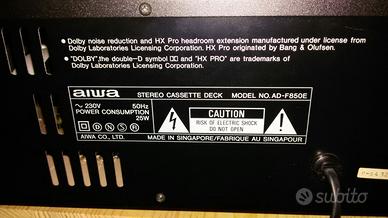 • Dolby noise reduction and HX Pro headroom extension manufactured under license from
Dolby Laboratories Licensing Corporation. HX Pro originated by Bang & Olufsen.
• "DOLBY", the double-D symbol and "HX PRO" are trademarks of
Dolby Laboratories Licensing Corporation.
aiwa STEREO CASSETTE DECK MODEL NO. AD-F850E
~ 230V 50Hz
POWER CONSUMPTION
25W
D N S
AIWA CO., LTD.
CAUTION
RISK OF ELECTRIC SHOCK
DO NOT OPEN
MADE IN SINGAPORE/FABRIQUE AU SINGAPOUR
subito